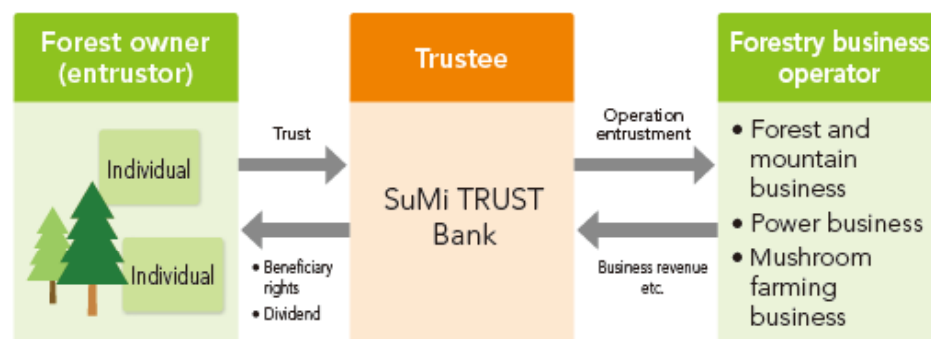 Forest owner
(entrustor)
Individual
Individual
Trust
• Beneficiary
rights
• Dividend
Trustee
SuMi TRUST
Bank
Operation
entrustment
Business revenue
etc.
Forestry business
operator
• Forest and
mountain
business
• Power business
• Mushroom
farming
business